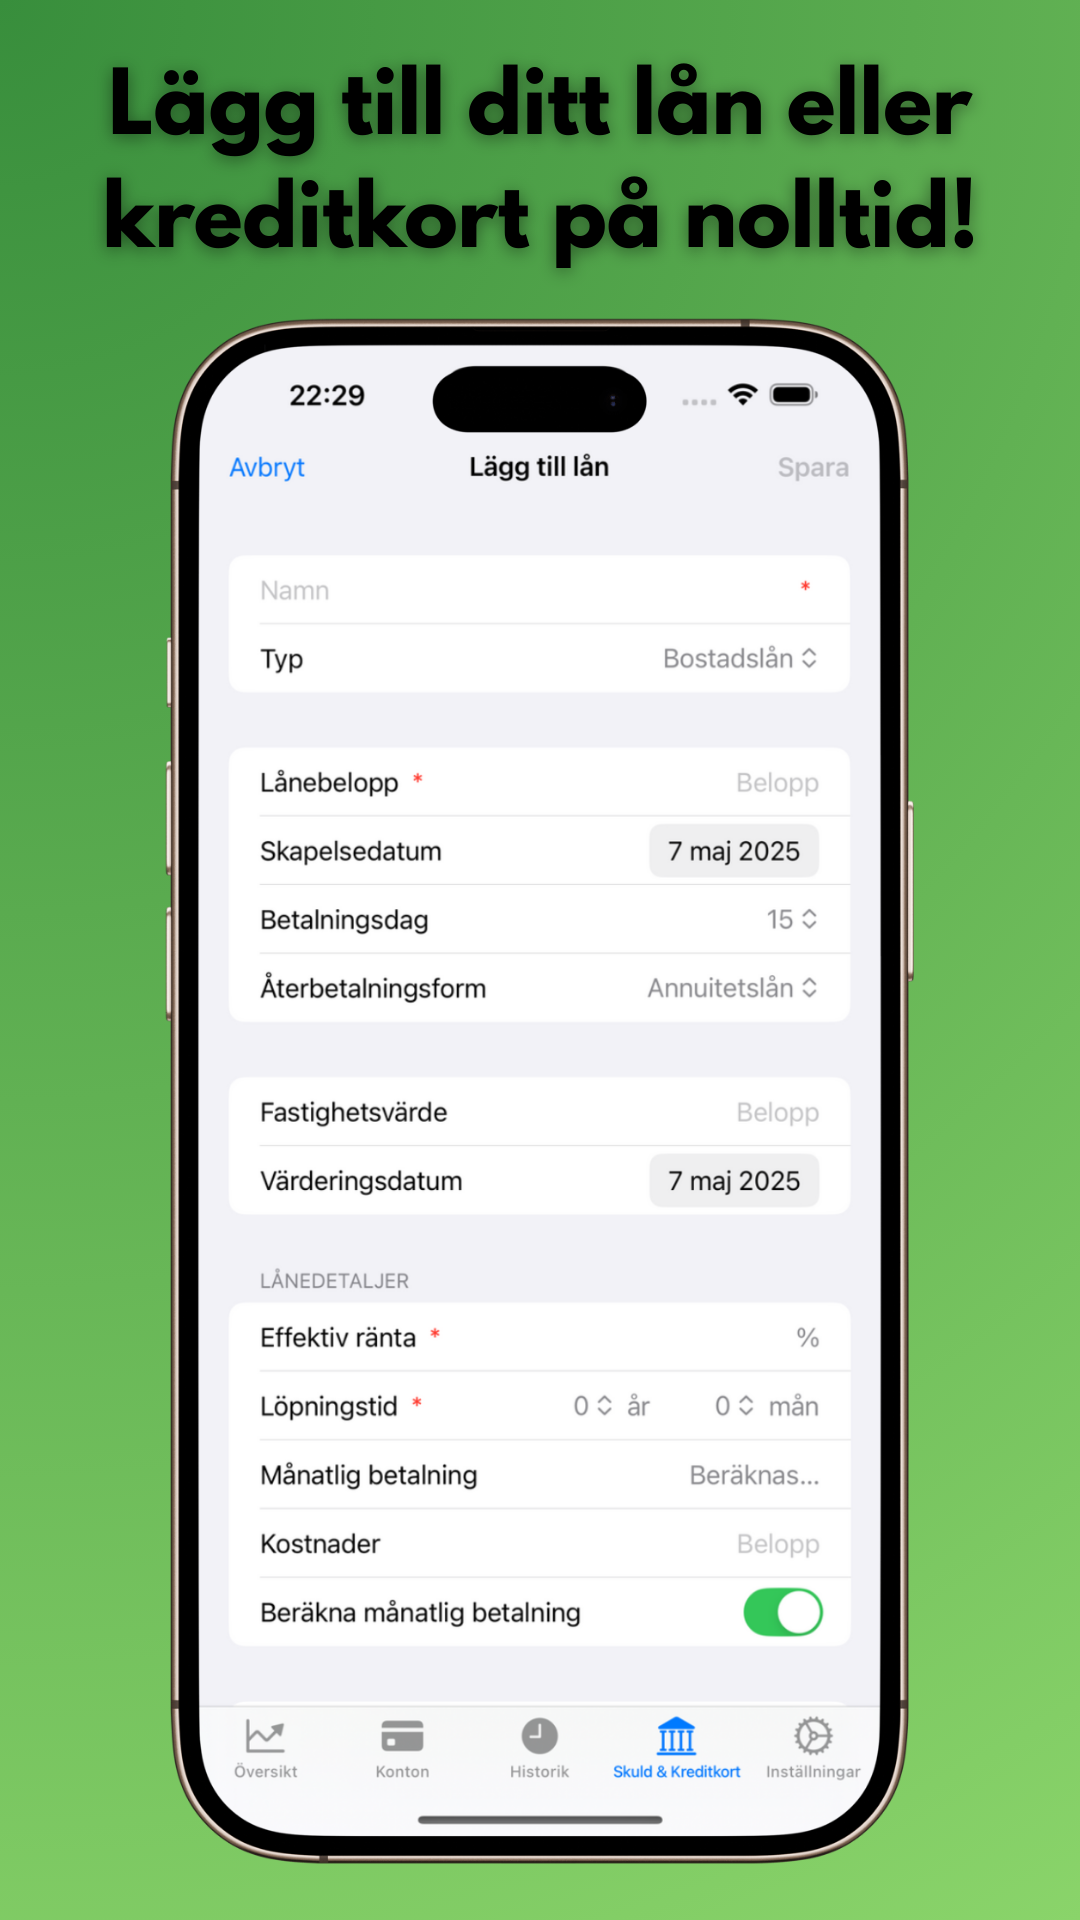 Lägg till ditt lån eller
kreditkort på nolltid!
22:29
Avbryt Lägg till lån Spara
Namn *
Typ Bostadslån
Lånebelopp * Belopp
Skapelsedatum 7 maj 2025
Betalningsdag 15
Återbetalningsform Annuitetslån
Fastighetsvärde Belopp
Värderingsdatum 7 maj 2025
LÅNEDETALJER
Effektiv ränta * %
Löpningstid * 0 år 0 mån
Månatlig betalning Beräknas...
Kostnader Belopp
Beräkna månatlig betalning
Översikt Konton Historik Skuld & Kreditkort Inställningar